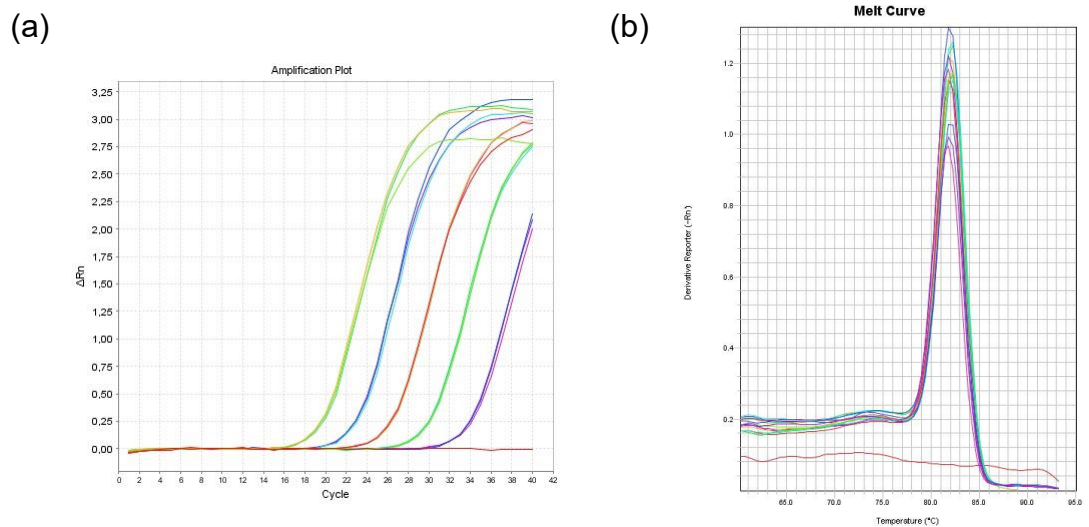 (a)
Amplification Plot
3,25
3,00
2,75
2,50
2,25
2,00
1,75
1,50
1,25
1,00
0,75
0,50
0,25
0,00
ΔRn
0 2 4 6 8 10 12 14 16 18 20 22 24 26 28 30 32 34 36 38 40 42
Cycle
(b)
Melt Curve
1.2
1.0
0.8
0.6
0.4
0.2
Derivative Reporter (-Rn)
65.0 70.0 75.0 80.0 85.0 90.0 95.0
Temperature (°C)